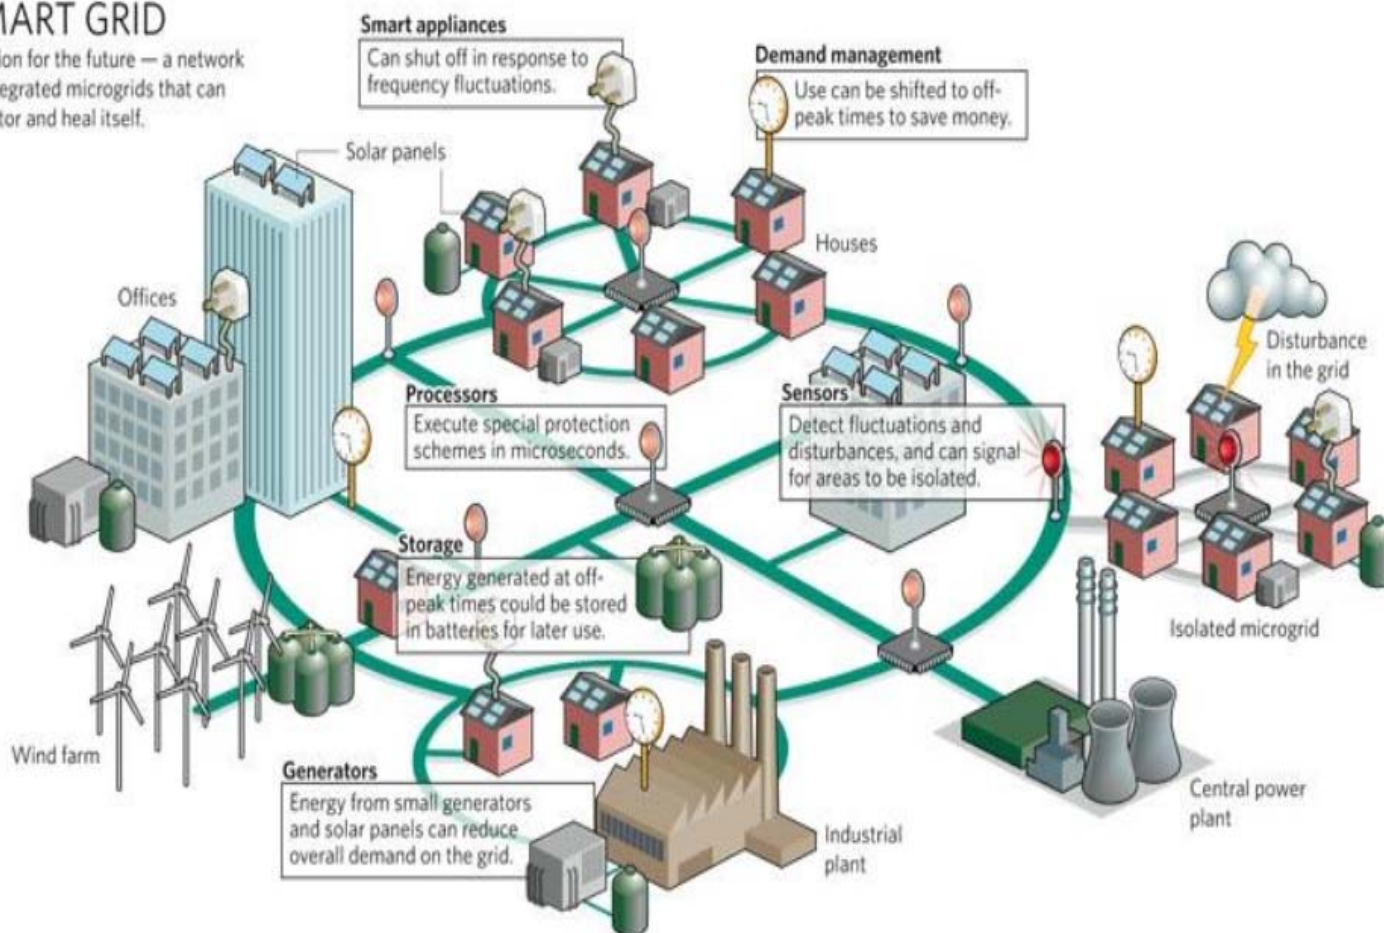 MART GRID
ion for the future — a network
egrated microgrids that can
tor and heal itself.
Smart appliances
Can shut off in response to
frequency fluctuations.
Demand management
Use can be shifted to off-
peak times to save money.
Solar panels
Houses
Offices
Disturbance
in the grid
Processors
Execute special protection
schemes in microseconds.
Sensors
Detect fluctuations and
disturbances, and can signal
for areas to be isolated.
Storage
Energy generated at off-
peak times could be stored
in batteries for later use.
Isolated microgrid
Wind farm
Generators
Energy from small generators
and solar panels can reduce
overall demand on the grid.
Industrial
plant
Central power
plant